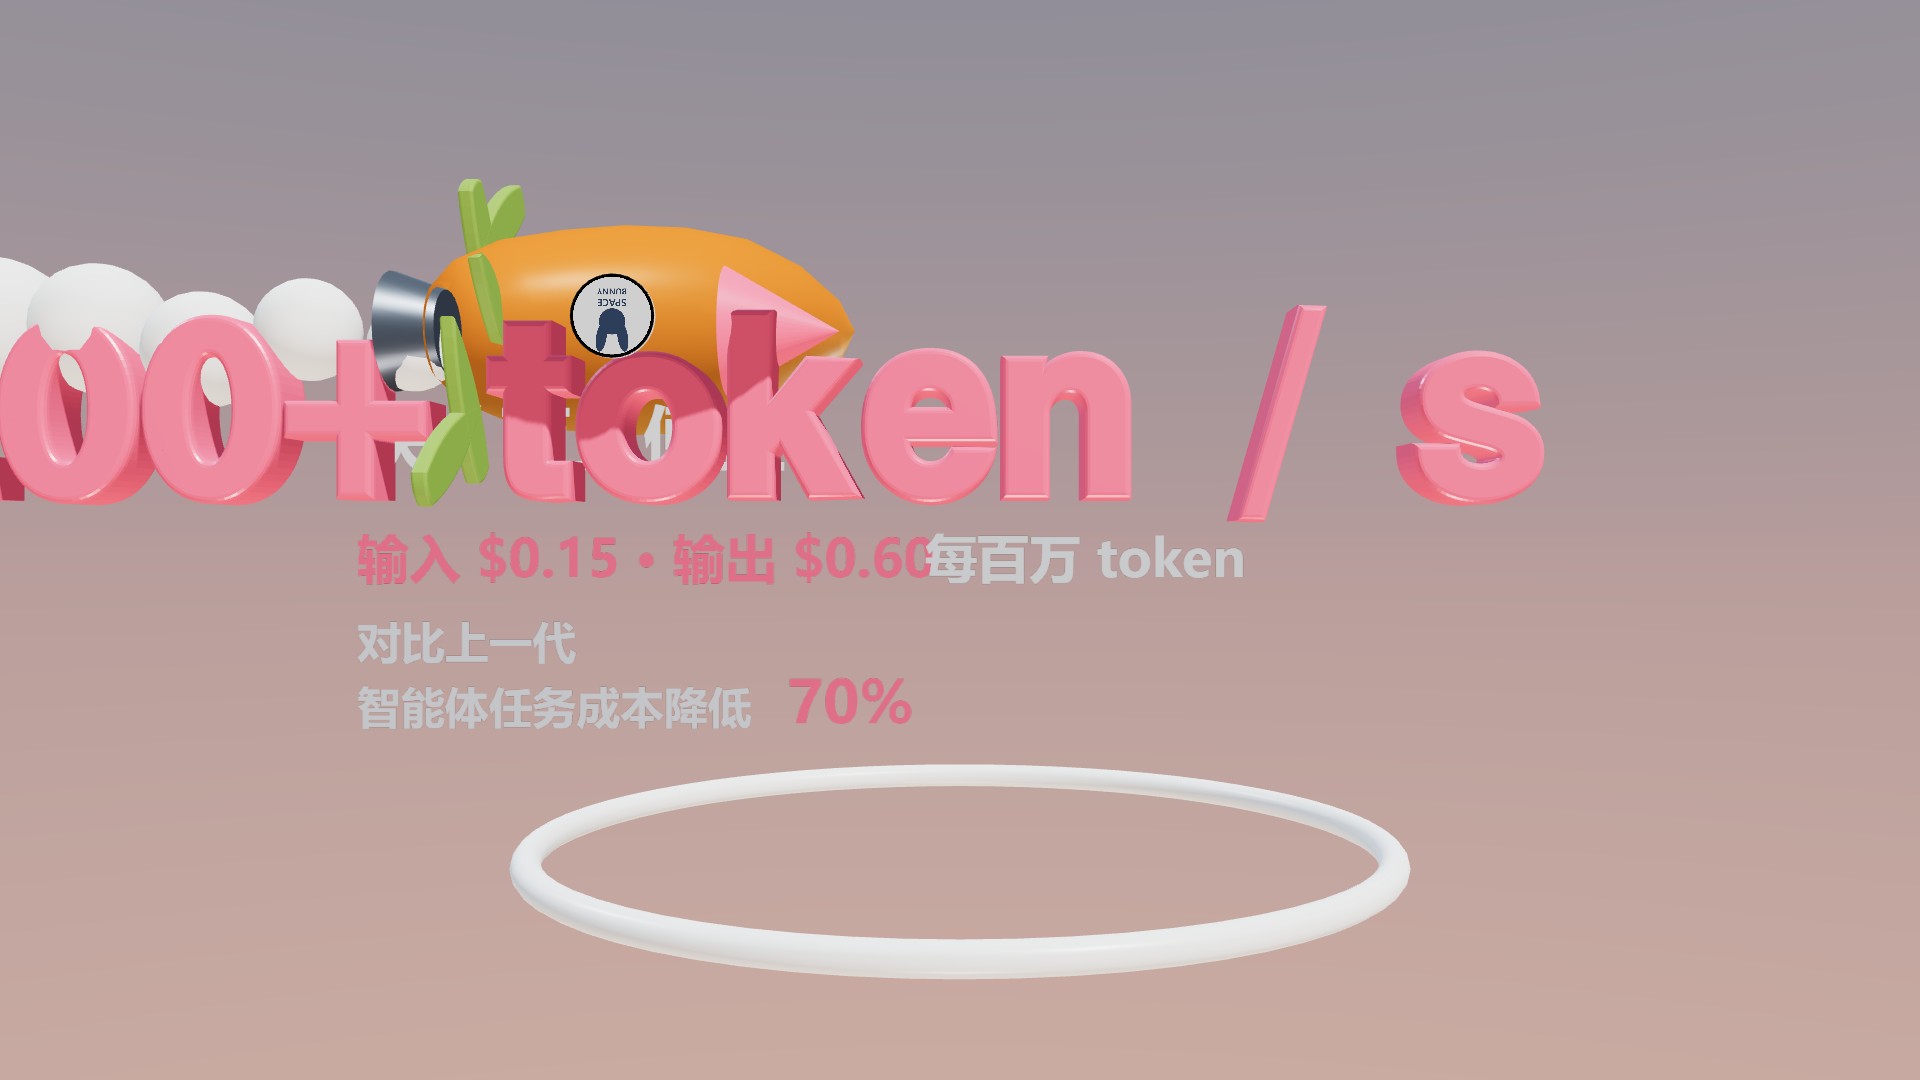 SPACE
BUNNY
00+ token / s
输入 $0.15 · 输出 $0.60 每百万 token
对比上一代
智能体任务成本降低 70%